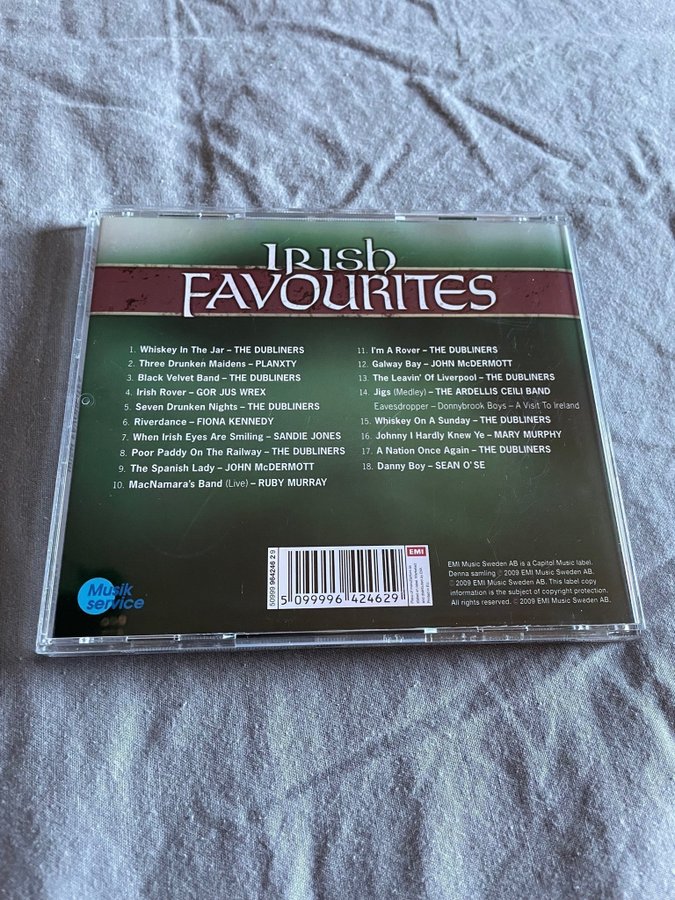 IRISH
FAVOURITES
1. Whiskey In The Jar – THE DUBLINERS
2. Three Drunken Maidens – PLANXTY
3. Black Velvet Band – THE DUBLINERS
4. Irish Rover – GOR JUS WREX
5. Seven Drunken Nights – THE DUBLINERS
6. Riverdance – FIONA KENNEDY
7. When Irish Eyes Are Smiling – SANDIE JONES
8. Poor Paddy On The Railway – THE DUBLINERS
9. The Spanish Lady – JOHN McDERMOTT
10. MacNamara's Band (Live) – RUBY MURRAY
11. I'm A Rover – THE DUBLINERS
12. Galway Bay – JOHN McDERMOTT
13. The Leavin' Of Liverpool – THE DUBLINERS
14. Jigs (Medley) – THE ARDELLIS CEILI BAND
Eavesdropper – Donnybrook Boys – A Visit To Ireland
15. Whiskey On A Sunday – THE DUBLINERS
16. Johnny I Hardly Knew Ye – MARY MURPHY
17. A Nation Once Again – THE DUBLINERS
18. Danny Boy – SEAN O'SE
Musik
service
50999 964246 29
5 099996 424629
EMI
EMI Music Sweden AB is a Capitol Music label.
Denna samling ℗ 2009 EMI Music Sweden AB.
© 2009 EMI Music Sweden AB. This label copy
information is the subject of copyright protection.
All rights reserved. © 2009 EMI Music Sweden AB.